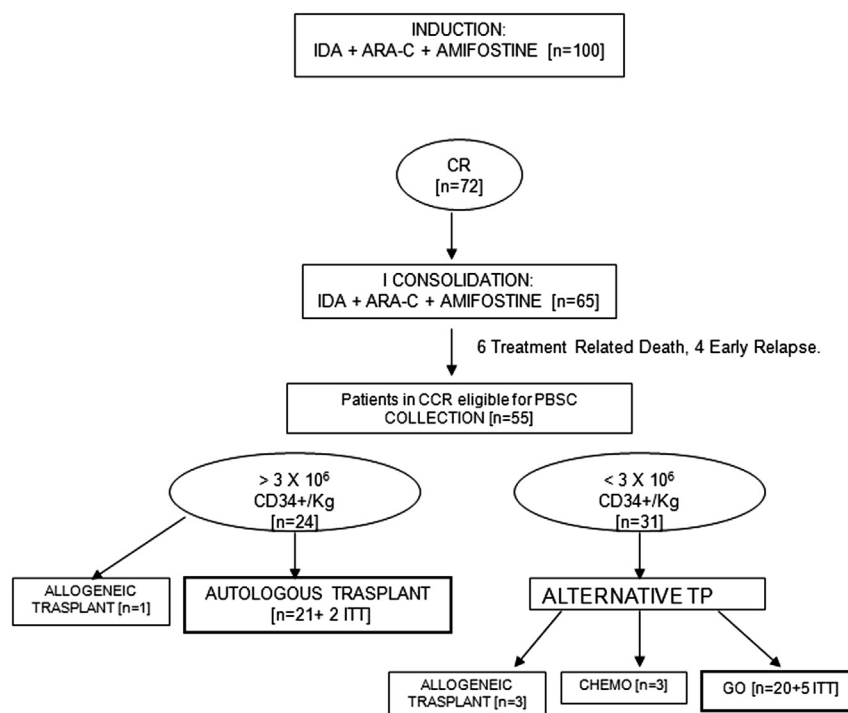 INDUCTION:
IDA + ARA-C + AMIFOSTINE [n=100]
CR
[n=72]
I CONSOLIDATION:
IDA + ARA-C + AMIFOSTINE [n=65]
6 Treatment Related Death, 4 Early Relapse.
Patients in CCR eligible for PBSC
COLLECTION [n=55]
> 3 X 10⁶
CD34+/Kg
[n=24]
< 3 X 10⁶
CD34+/Kg
[n=31]
ALLOGENEIC
TRASPLANT [n=1]
AUTOLOGOUS TRASPLANT
[n=21+ 2 ITT]
ALTERNATIVE TP
ALLOGENEIC
TRASPLANT [n=3]
CHEMO [n=3]
GO [n=20+5 ITT]